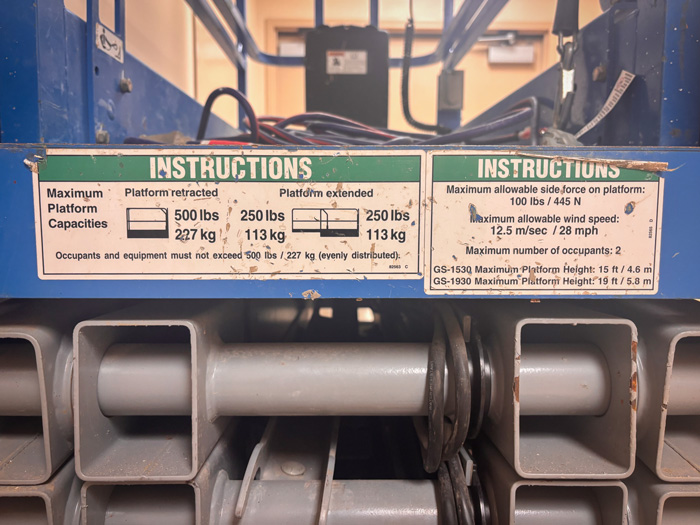 INSTRUCTIONS
Maximum
Platform
Capacities
Platform retracted
500 lbs
227 kg
Platform extended
250 lbs
113 kg
250 lbs
113 kg
Occupants and equipment must not exceed 500 lbs / 227 kg (evenly distributed).
INSTRUCTIONS
Maximum allowable side force on platform:
100 lbs / 445 N
Maximum allowable wind speed:
12.5 m/sec / 28 mph
Maximum number of occupants: 2
GS-1530 Maximum Platform Height: 15 ft / 4.6 m
GS-1930 Maximum Platform Height: 19 ft / 5.8 m